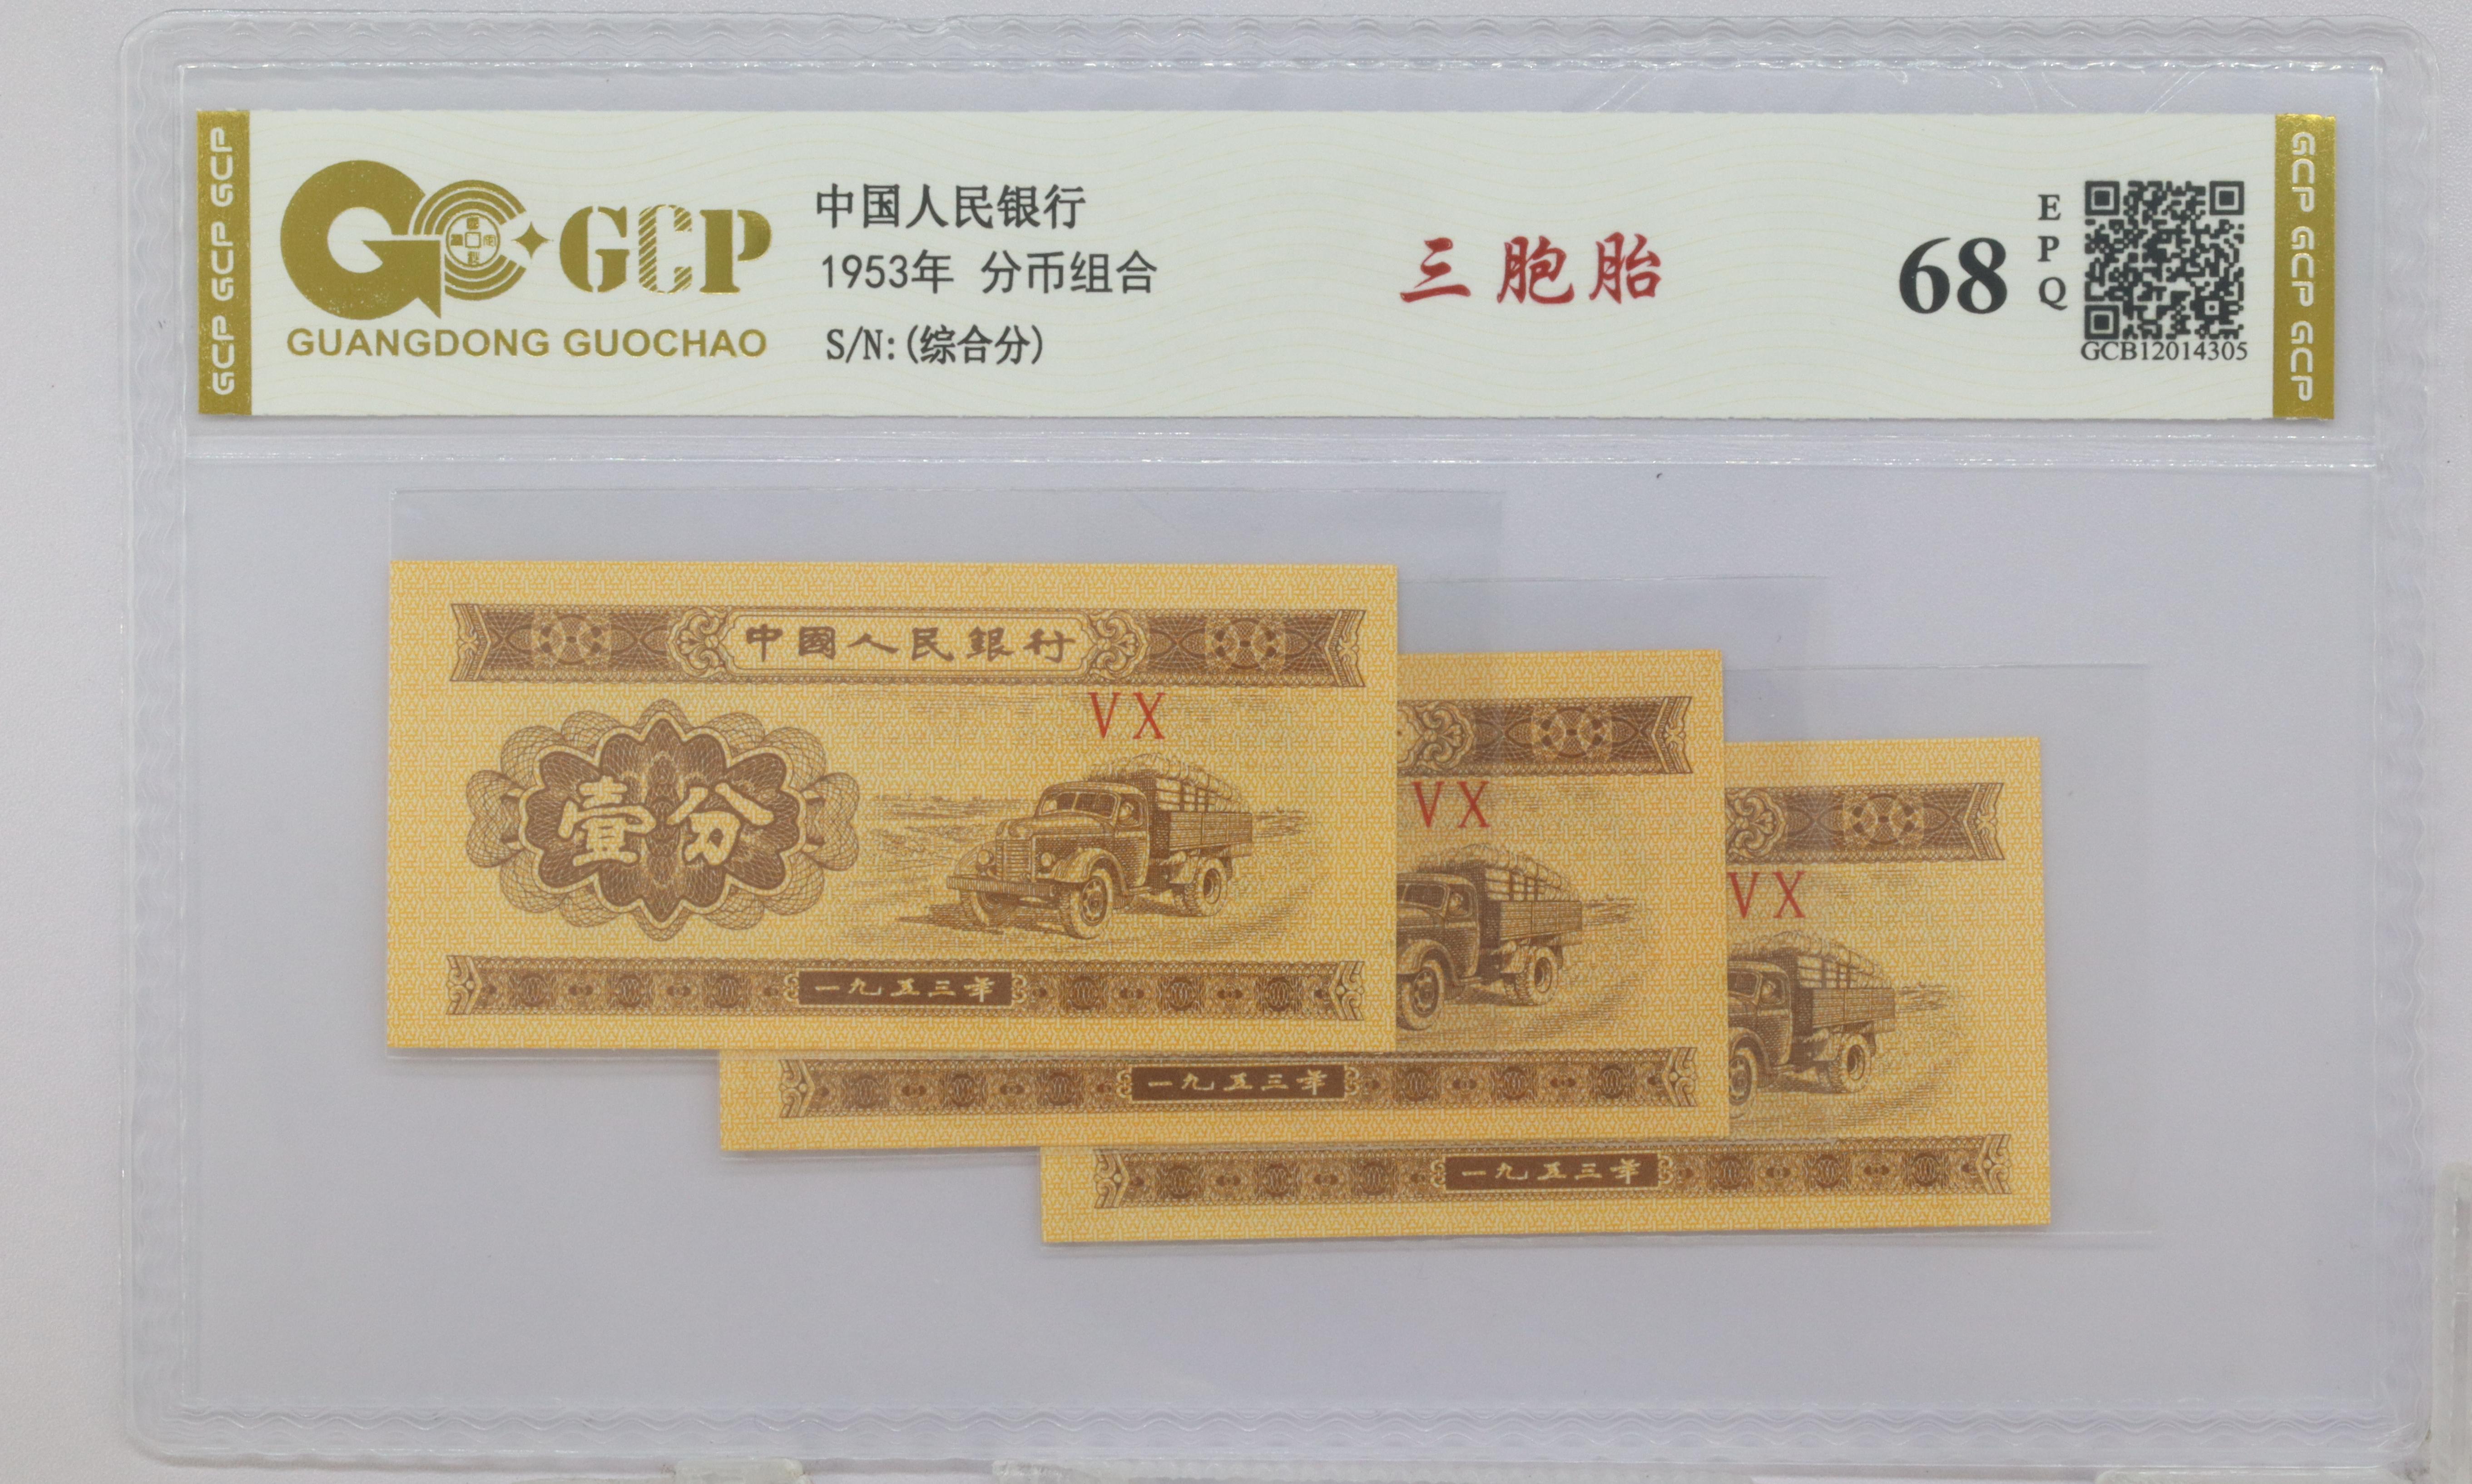 GCP GCP GCP
GCP
GUANGDONG GUOCHAO
中国人民银行
1953年 分币组合
S/N:(综合分)
三胞胎
68
EPQ
GCB12014305
GCP GCP GCP
中國人民銀行
VX
壹分
一九五三年
VX
一九五三年
VX
一九五三年